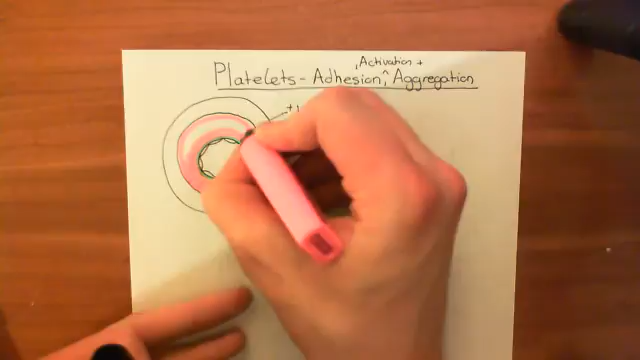 , Activation +
Platelets - Adhesion, ^ Aggregation